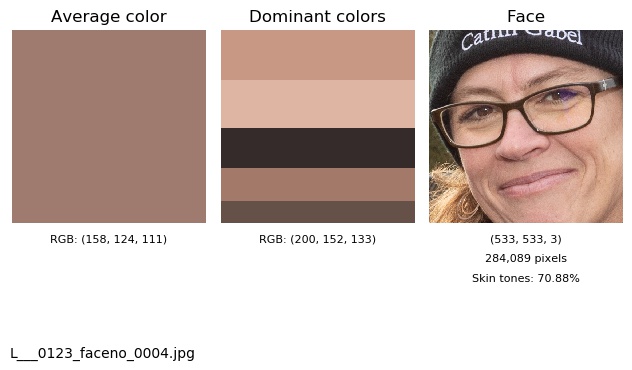 Average color
Dominant colors
Face
Gabel
RGB: (158, 124, 111)
RGB: (200, 152, 133)
(533, 533, 3)
284,089 pixels
Skin tones: 70.88%
L___0123_faceno_0004.jpg